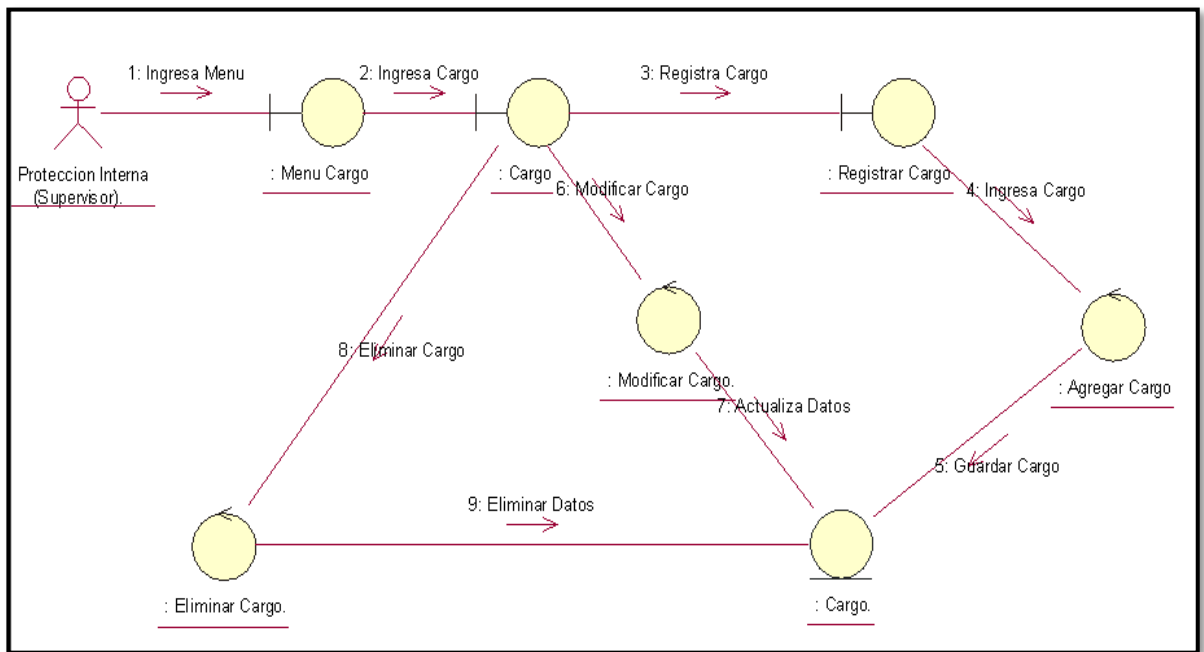 1: Ingresa Menu
2: Ingresa Cargo
3: Registra Cargo
Proteccion Interna
(Supervisor).
: Menu Cargo
: Cargo
: Registrar Cargo
6: Modificar Cargo
4: Ingresa Cargo
8: Eliminar Cargo
: Modificar Cargo.
: Agregar Cargo
7: Actualiza Datos
5: Guardar Cargo
9: Eliminar Datos
: Eliminar Cargo.
: Cargo.